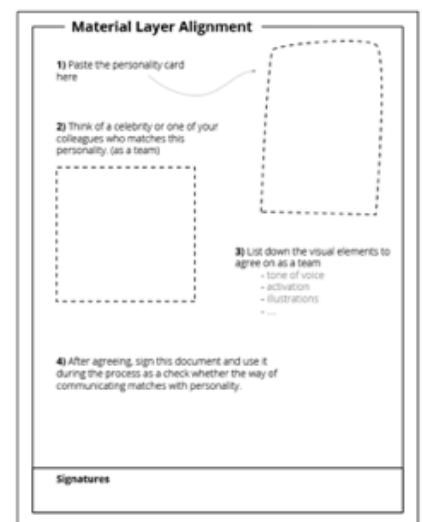 Material Layer Alignment
1) Paste the personality card
here
2) Think of a celebrity or one of your
colleagues who matches this
personality. (as a team)
3) List down the visual elements to
agree on as a team
- tone of voice
- activation
- illustrations
- ...
4) After agreeing, sign this document and use it
during the process as a check whether the way of
communicating matches with personality.
Signatures